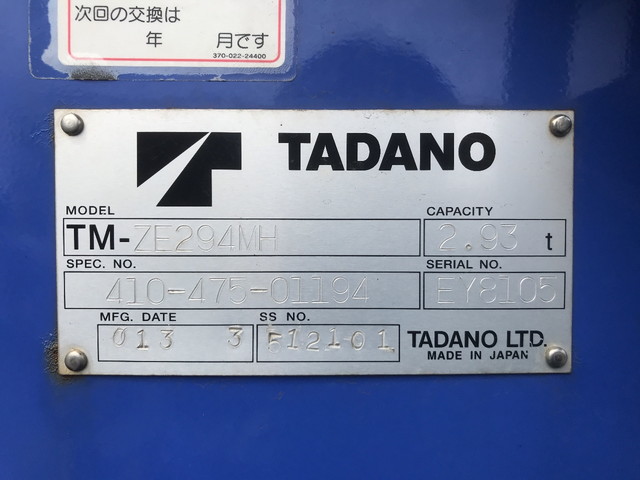 次回の交換は
年 月です
370-022-24400
TADANO
MODEL CAPACITY
TM-ZE294MH 2.93 t
SPEC. NO. SERIAL NO.
410-475-01194 EY8105
MFG. DATE SS NO.
013 3 512101
TADANO LTD.
MADE IN JAPAN